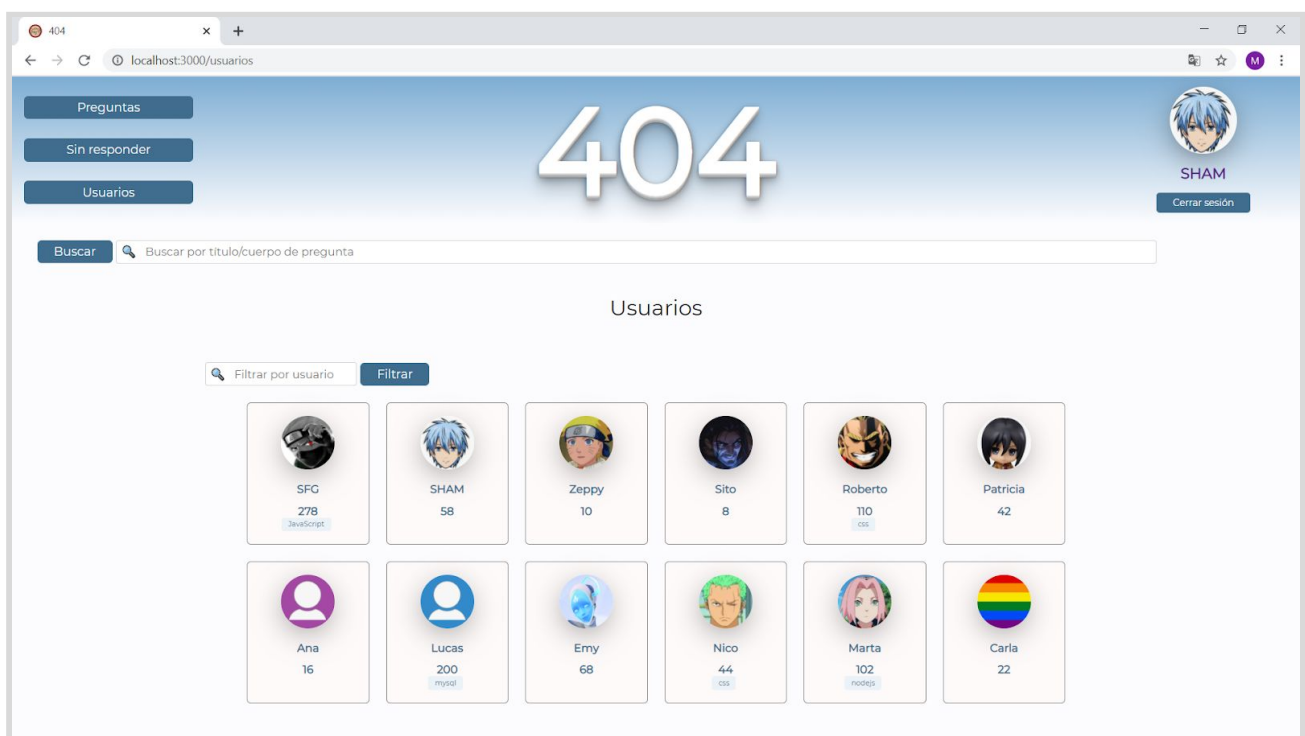 404
localhost:3000/usuarios
M
Preguntas
Sin responder
Usuarios
404
SHAM
Cerrar sesión
Buscar
Buscar por título/cuerpo de pregunta
Usuarios
Filtrar por usuario
Filtrar
SFG
278
JavaScript
SHAM
58
Zeppy
10
Sito
8
Roberto
110
css
Patricia
42
Ana
16
Lucas
200
mysql
Emy
68
Nico
44
css
Marta
102
nodejs
Carla
22